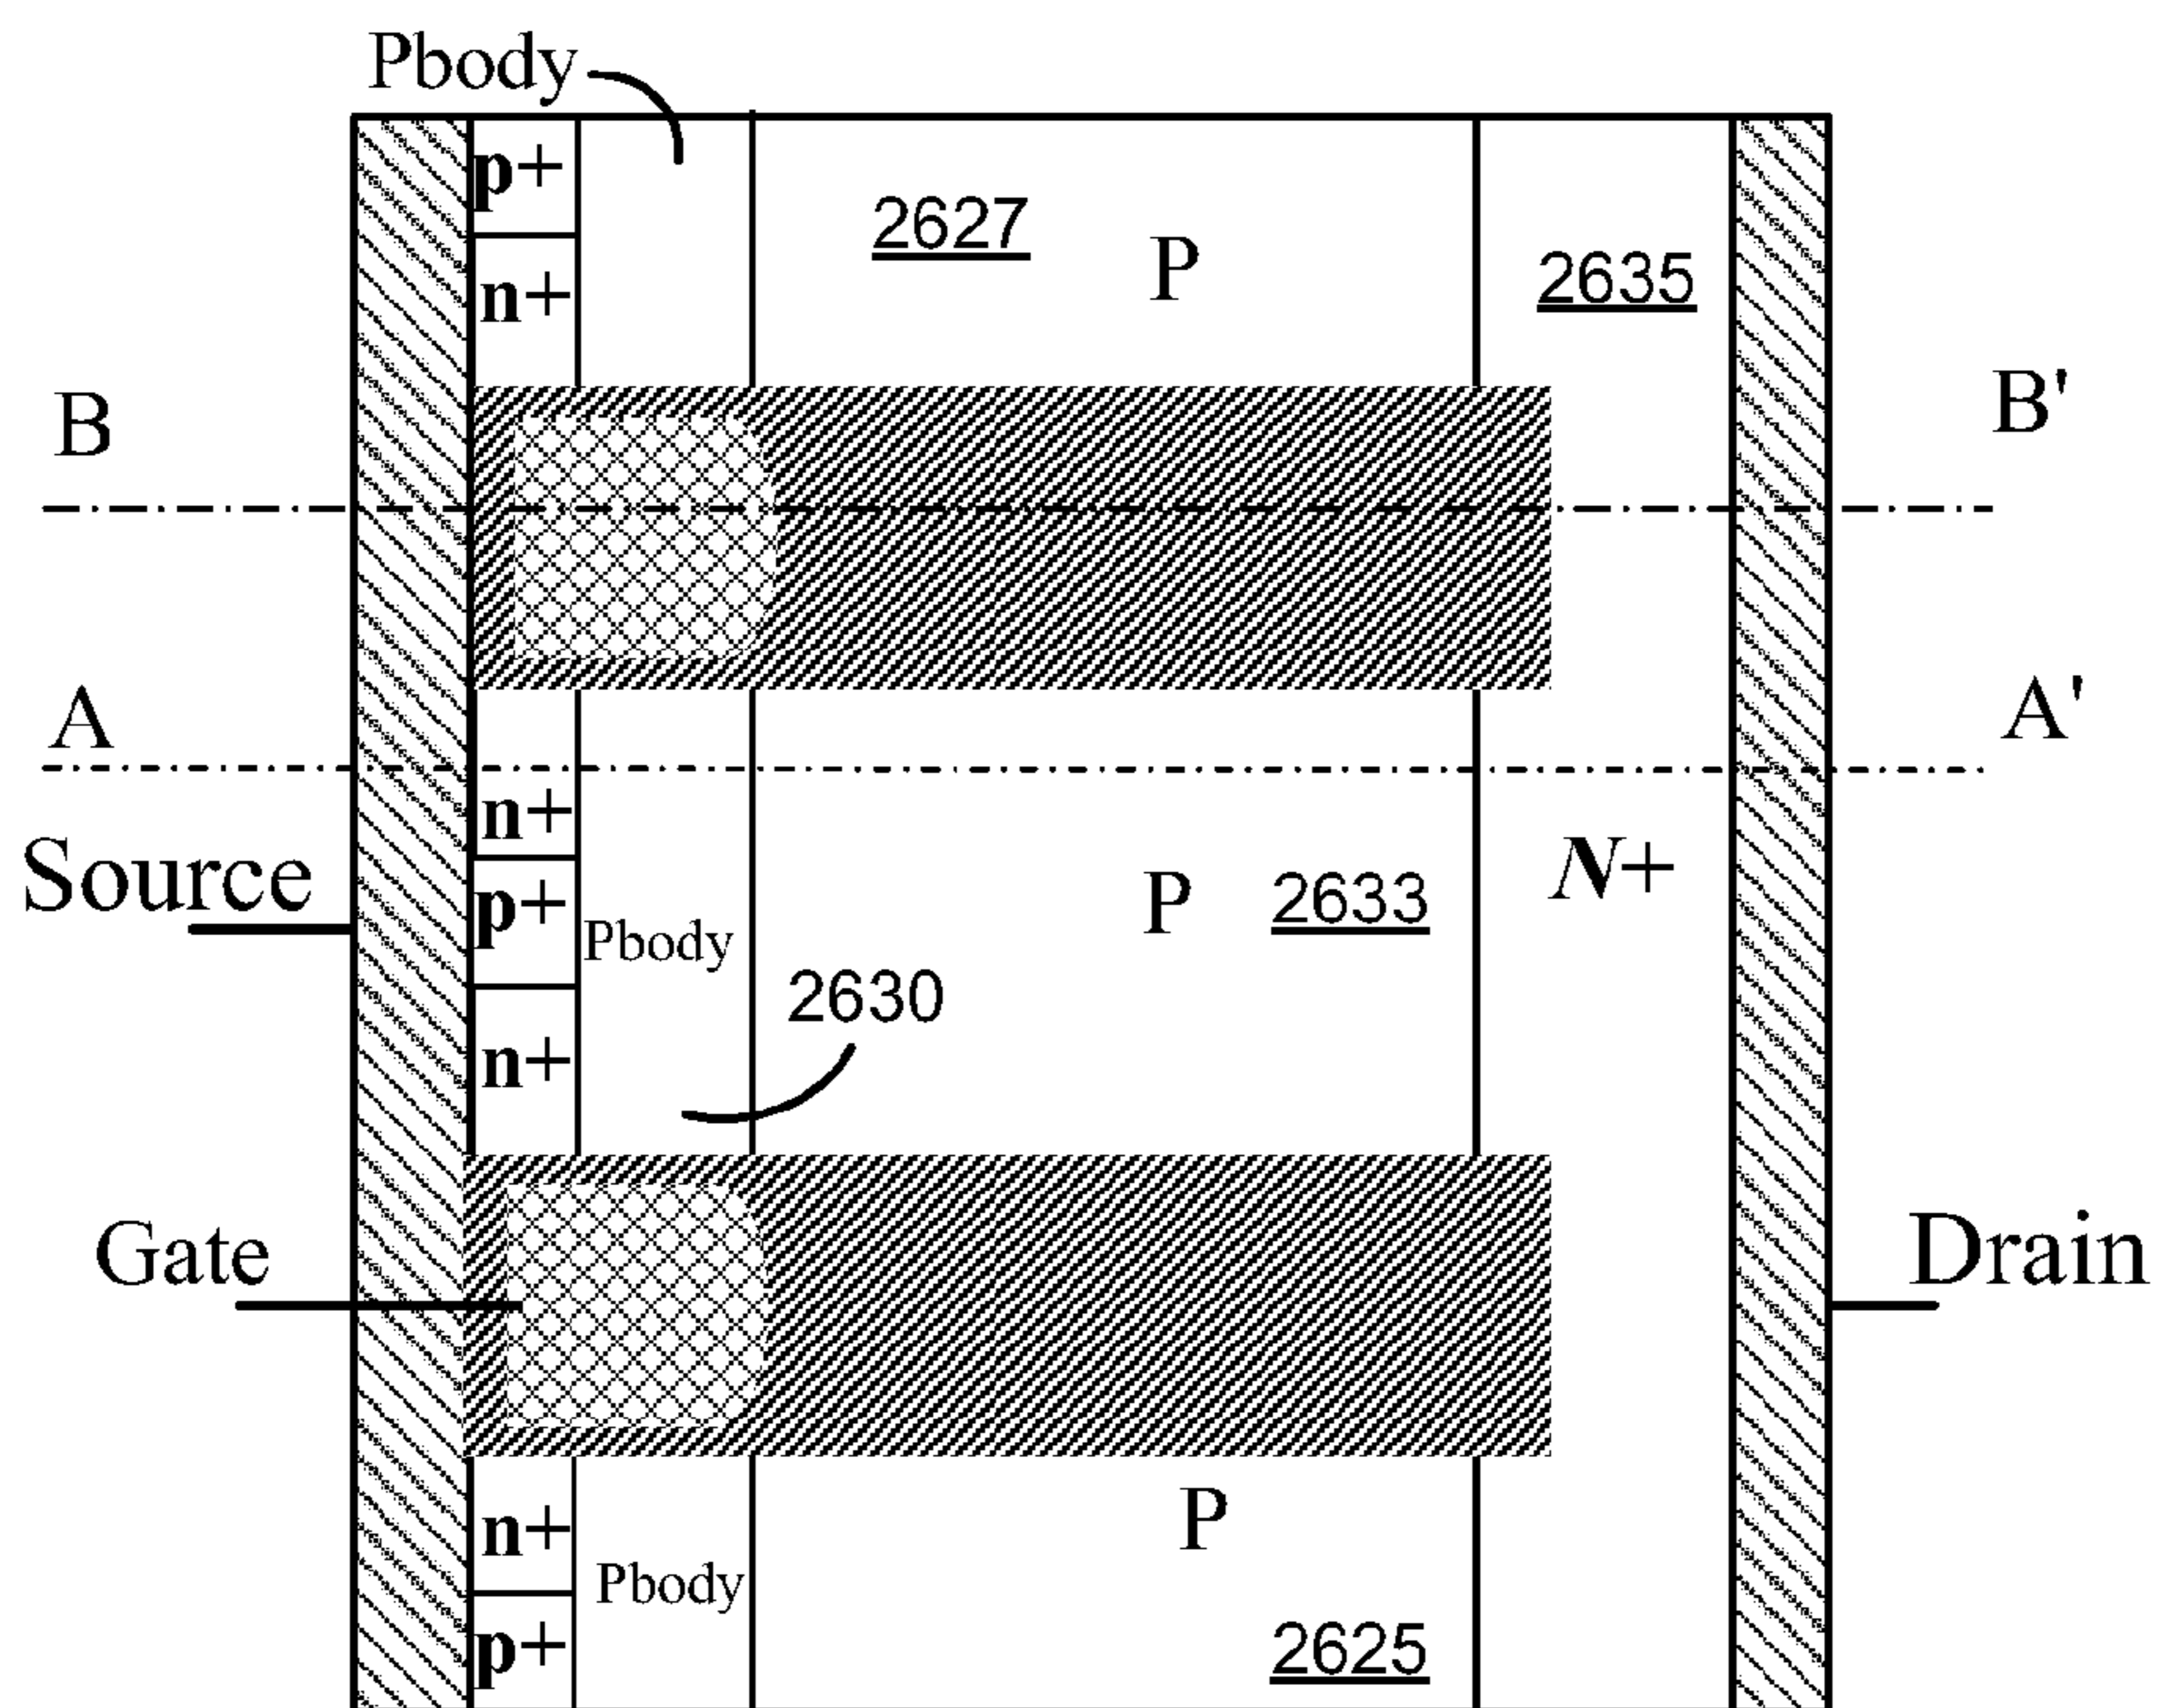 Pbody
p+
2627
P
2635
n+
B
B'
A
A'
n+
Source
p+
Pbody
P
2633
N+
2630
n+
Gate
Drain
n+
P
Pbody
p+
2625